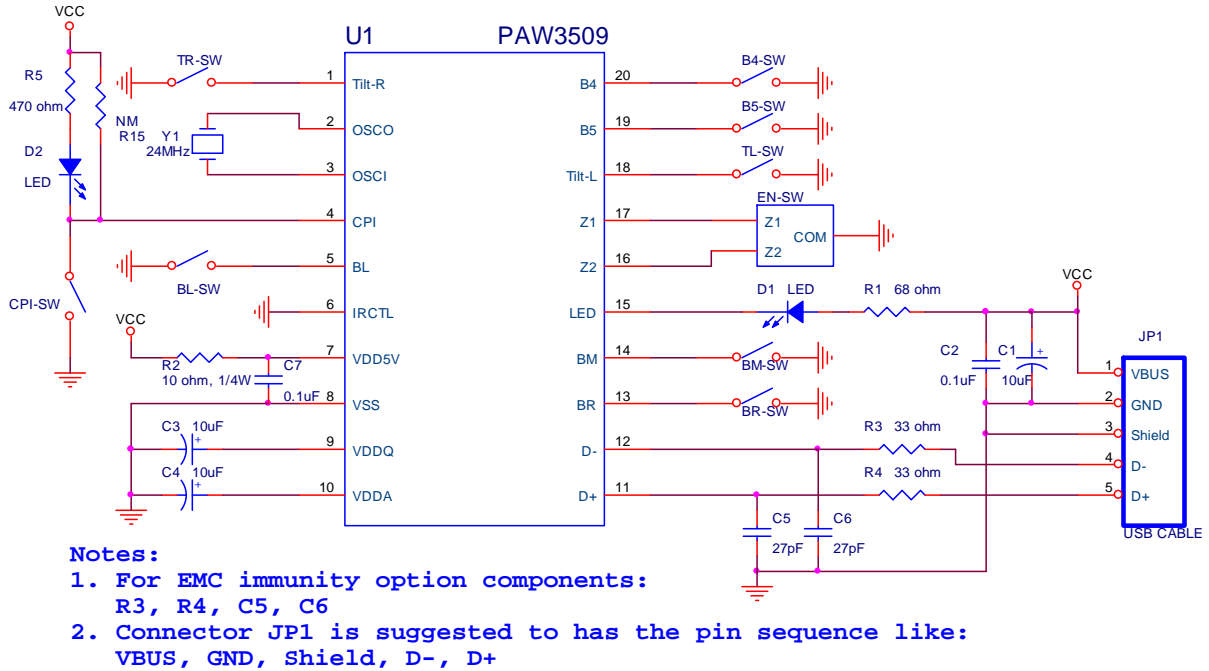 VCC
U1 PAW3509
TR-SW
R5
470 ohm
NM
R15
Y1
24MHz
D2
LED
1 Tilt-R
2 OSCO
3 OSCI
4 CPI
5 BL
6 IRCTL
7 VDD5V
8 VSS
9 VDDQ
10 VDDA
B4 20
B5 19
Tilt-L 18
Z1 17
Z2 16
LED 15
BM 14
BR 13
D- 12
D+ 11
BL-SW
CPI-SW
VCC
R2
10 ohm, 1/4W
C7
0.1uF
C3 10uF
+
C4 10uF
+
B4-SW
B5-SW
TL-SW
EN-SW
Z1
Z2
COM
D1 LED
R1 68 ohm
VCC
BM-SW
BR-SW
C2
0.1uF
C1
10uF
+
JP1
1 VBUS
2 GND
3 Shield
4 D-
5 D+
USB CABLE
R3 33 ohm
R4 33 ohm
C5
27pF
C6
27pF
Notes:
1. For EMC immunity option components:
R3, R4, C5, C6
2. Connector JP1 is suggested to has the pin sequence like:
VBUS, GND, Shield, D-, D+